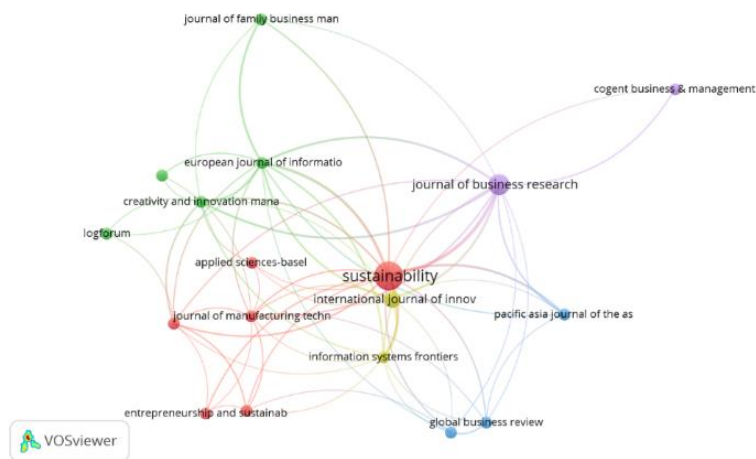 journal of family business man
cogent business & management
european journal of informatio
journal of business research
creativity and innovation mana
logforum
applied sciences-basel
sustainability
international journal of innov
journal of manufacturing techn
pacific asia journal of the as
information systems frontiers
entrepreneurship and sustainab
global business review
VOSviewer